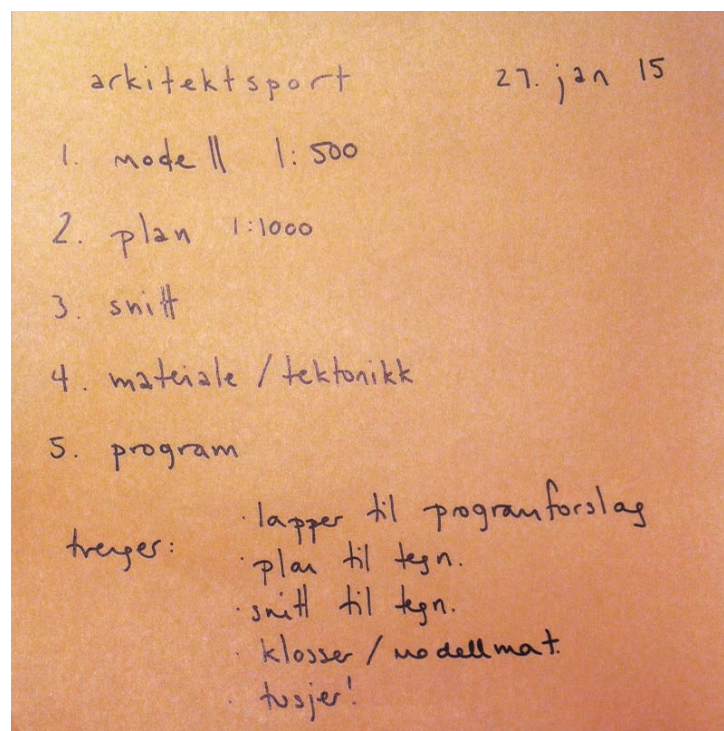 arkitektsport 27. jan 15
1. modell 1:500
2. plan 1:1000
3. snitt
4. materiale / tektonikk
5. program
trenger: · lapper til programforslag
· plan til tegn.
· snitt til tegn.
· klosser / modellmat.
· tusjer!